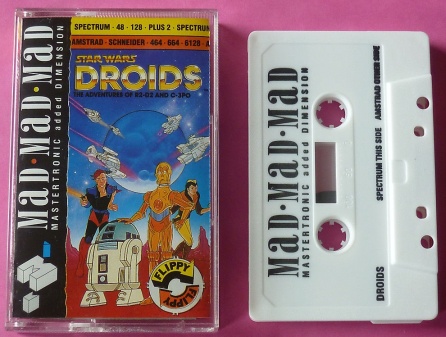 SPECTRUM · 48 · 128 · PLUS 2 · SPECTRUM
AMSTRAD · SCHNEIDER · 464 · 664 · 6128 ·
STAR WARS
DROIDS
THE ADVENTURES OF R2-D2 AND C-3PO
MAD·MAD·MAD
MASTERTRONIC added DIMENSION
FLIPPY
FLIPPY
MAD·MAD·MAD
MASTERTRONIC added DIMENSION
DROIDS
SPECTRUM THIS SIDE
AMSTRAD OTHER SIDE